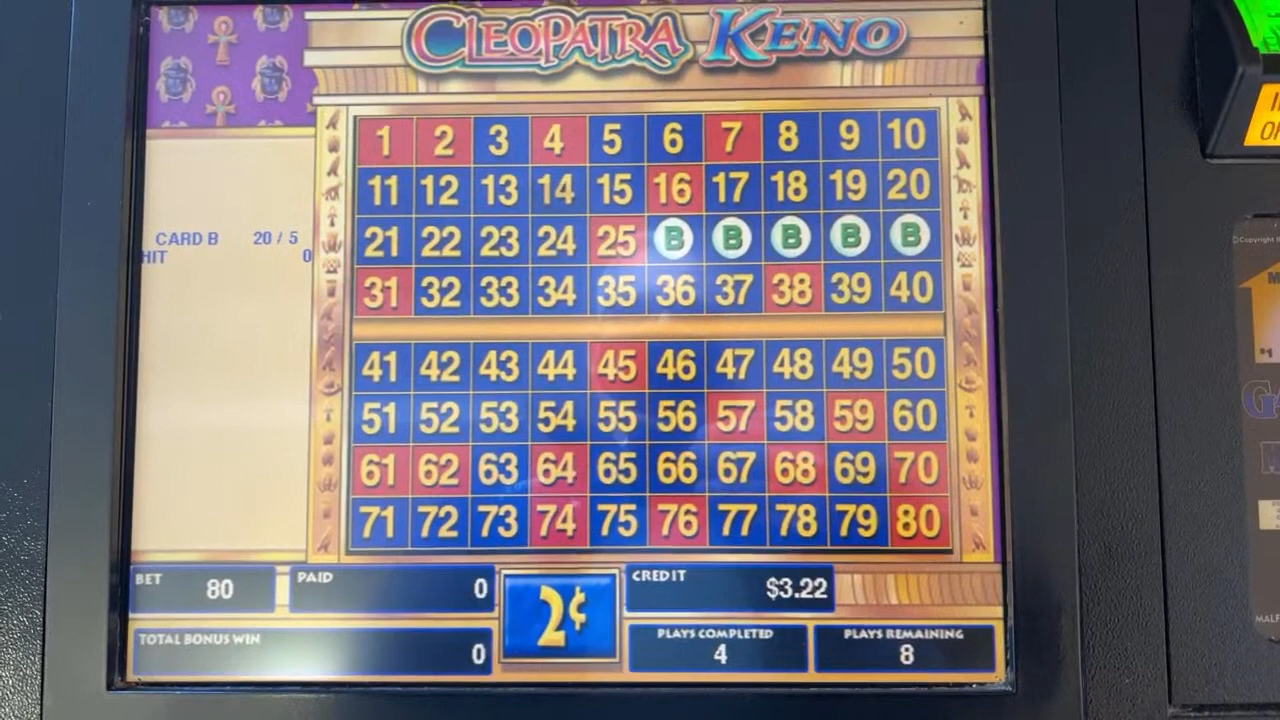 CLEOPATRA KENO
1 2 3 4 5 6 7 8 9 10
11 12 13 14 15 16 17 18 19 20
CARD B 20 / 5
21 22 23 24 25 B B B B B
HIT 0
31 32 33 34 35 36 37 38 39 40
41 42 43 44 45 46 47 48 49 50
51 52 53 54 55 56 57 58 59 60
61 62 63 64 65 66 67 68 69 70
71 72 73 74 75 76 77 78 79 80
BET 80
PAID 0
2¢
CREDIT $3.22
TOTAL BONUS WIN 0
PLAYS COMPLETED 4
PLAYS REMAINING 8
Copyright
$1
MALF